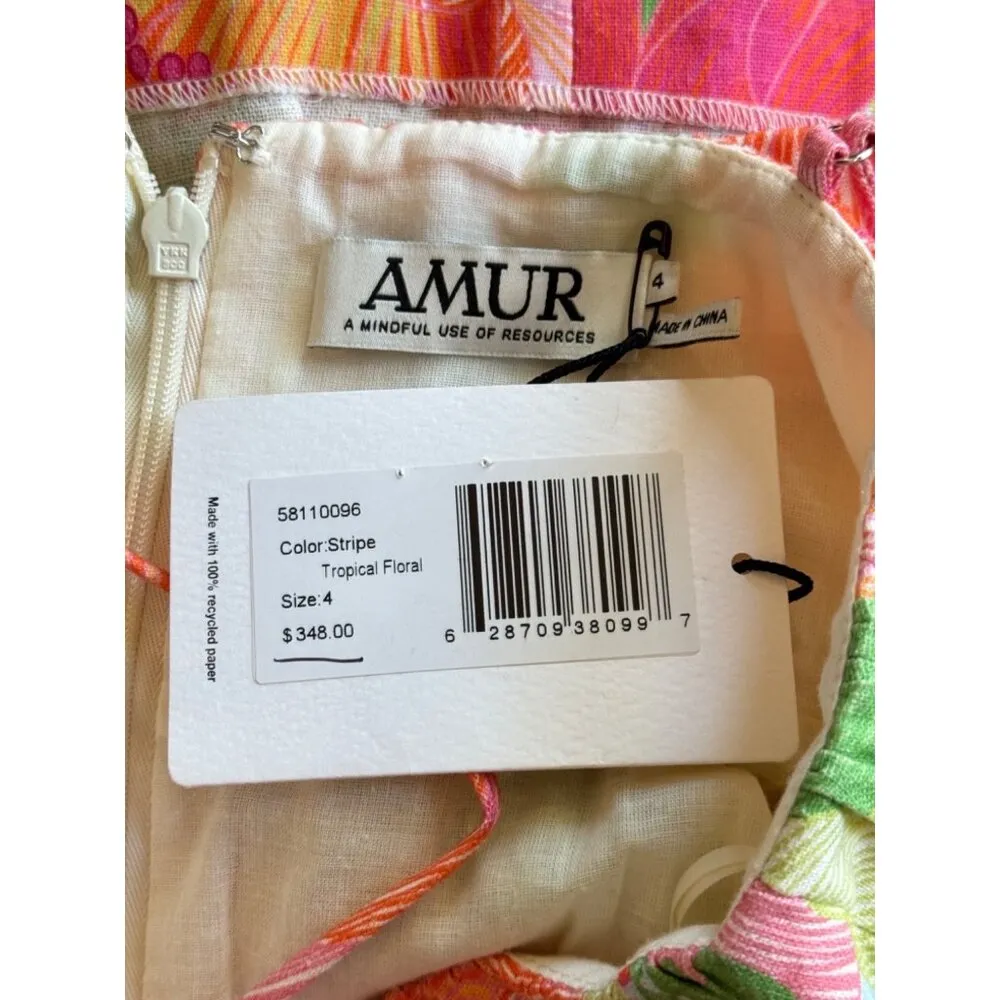 YKK
AMUR
A MINDFUL USE OF RESOURCES
4
MADE IN CHINA
Made with 100% recycled paper
58110096
Color:Stripe
Tropical Floral
Size:4
$348.00
6 28709 38099 7